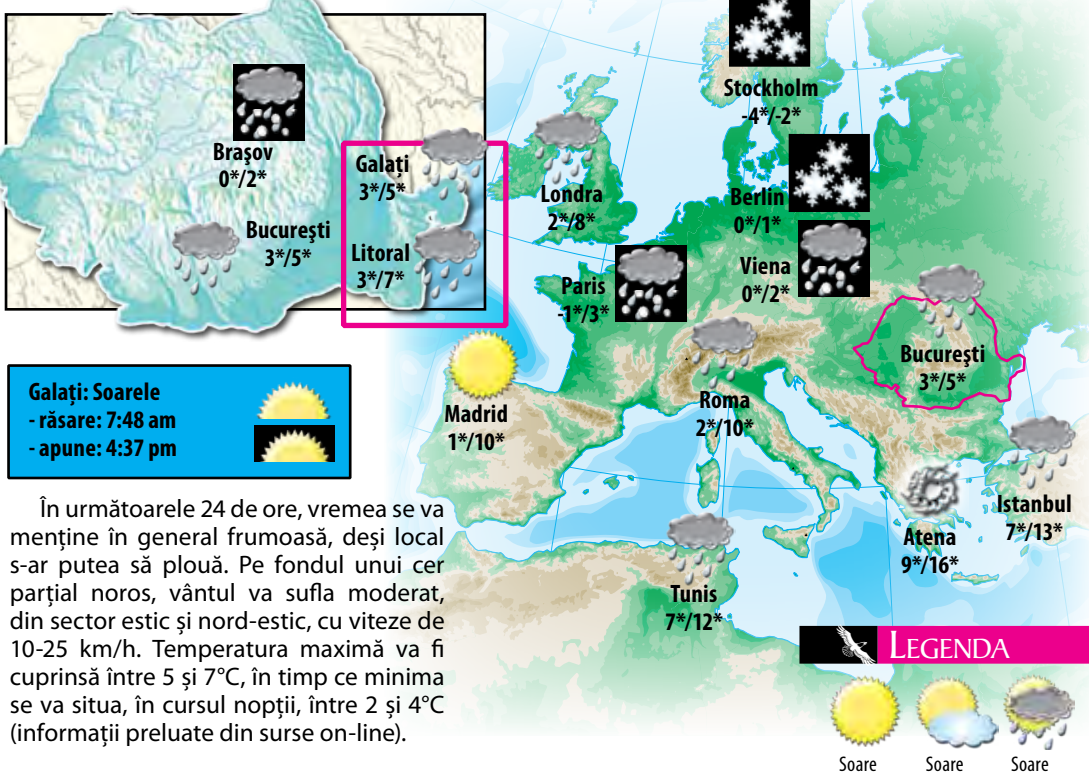 Stockholm
-4*/-2*
Brașov
0*/2*
Galați
3*/5*
Londra
2*/8*
Berlin
0*/1*
București
3*/5*
Litoral
3*/7*
Paris
-1*/3*
Viena
0*/2*
București
3*/5*
Galați: Soarele
- răsare: 7:48 am
- apune: 4:37 pm
Madrid
1*/10*
Roma
2*/10*
Istanbul
7*/13*
Atena
9*/16*
Tunis
7*/12*
În următoarele 24 de ore, vremea se va
menține în general frumoasă, deși local
s-ar putea să plouă. Pe fondul unui cer
parțial noros, vântul va sufla moderat,
din sector estic și nord-estic, cu viteze de
10-25 km/h. Temperatura maximă va fi
cuprinsă între 5 și 7°C, în timp ce minima
se va situa, în cursul nopții, între 2 și 4°C
(informații preluate din surse on-line).
LEGENDA
Soare Soare Soare